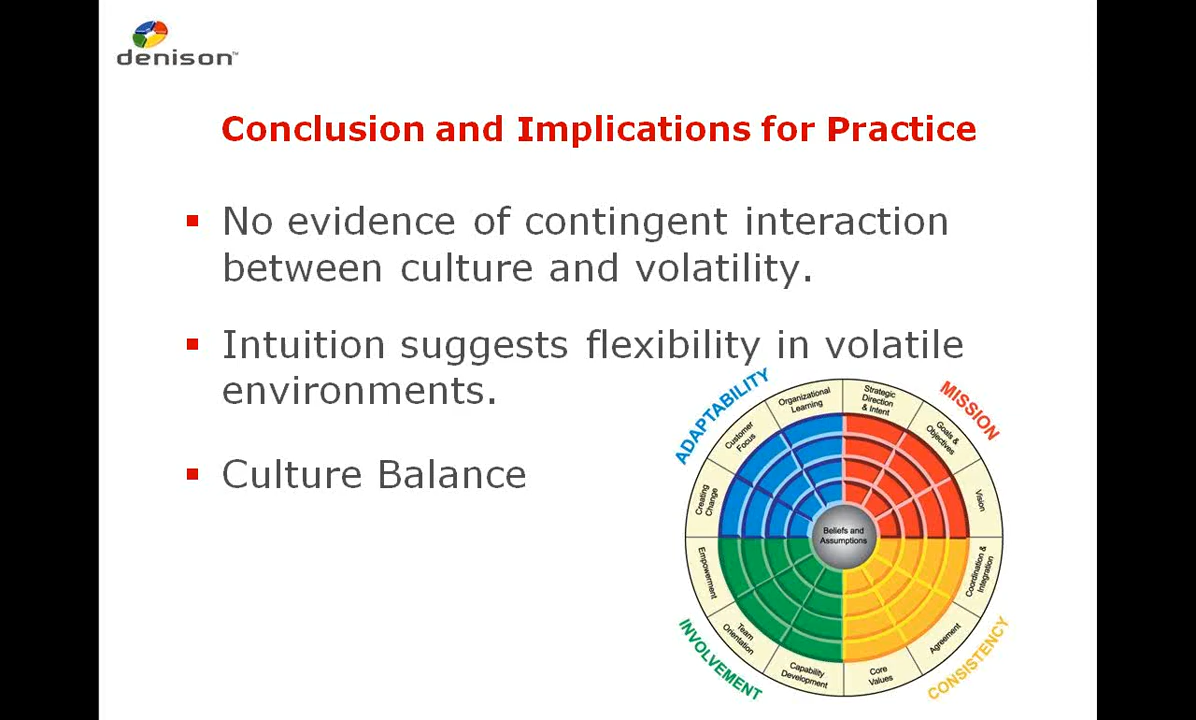 denison™
Conclusion and Implications for Practice
▪ No evidence of contingent interaction
between culture and volatility.
▪ Intuition suggests flexibility in volatile
environments.
▪ Culture Balance
ADAPTABILITY
MISSION
INVOLVEMENT
CONSISTENCY
Organizational
Learning
Strategic
Direction
& Intent
Customer
Focus
Goals &
Objectives
Creating
Change
Vision
Beliefs and
Assumptions
Empowerment
Coordination &
Integration
Team
Orientation
Agreement
Capability
Development
Core
Values